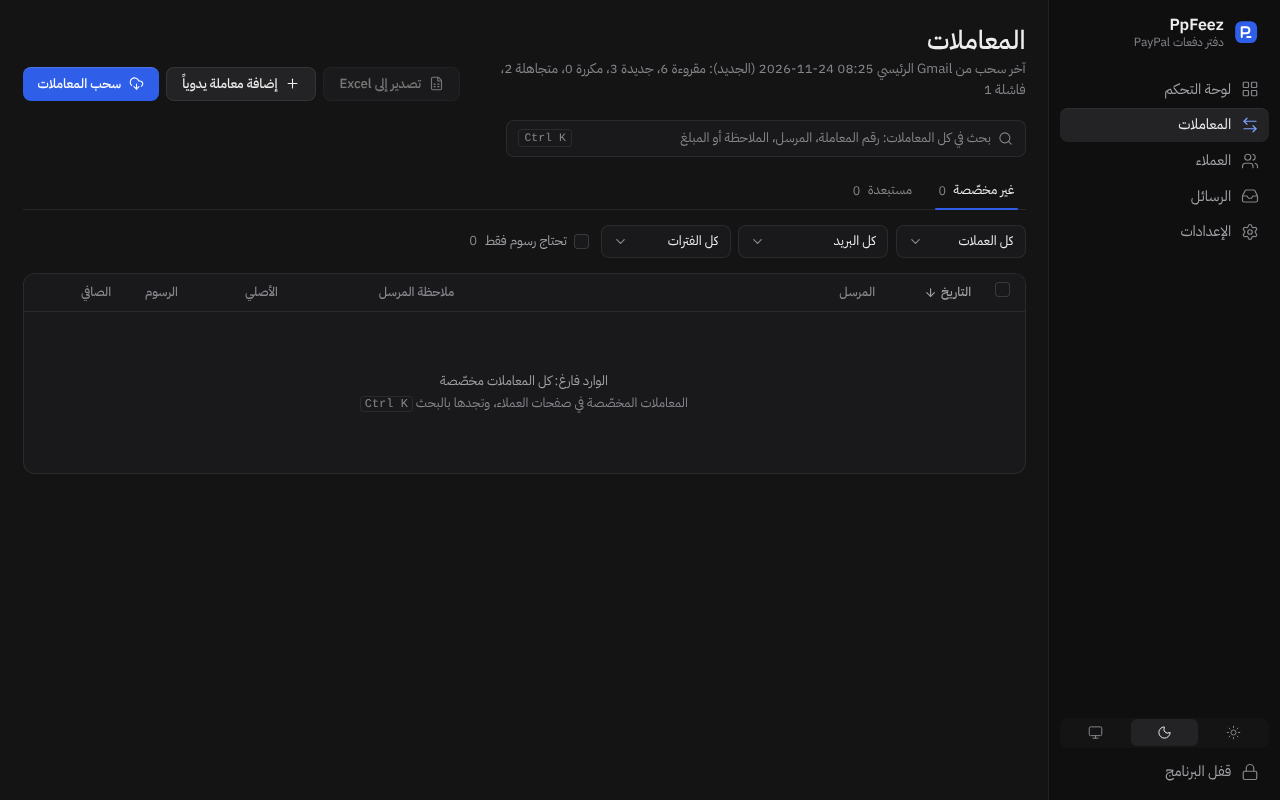 PpFeez
دفتر دفعات PayPal
لوحة التحكم
المعاملات
العملاء
الرسائل
الإعدادات
قفل البرنامج
المعاملات
آخر سحب من Gmail الرئيسي 2026-11-24 08:25 (الجديد): مقروءة 6، جديدة 3، مكررة 0، متجاهلة 2،
فاشلة 1
تصدير إلى Excel
إضافة معاملة يدوياً
سحب المعاملات
بحث في كل المعاملات: رقم المعاملة، المرسل، الملاحظة أو المبلغ
Ctrl K
غير مخصّصة 0
مستبعدة 0
كل العملات
كل البريد
كل الفترات
تحتاج رسوم فقط 0
التاريخ ↓ المرسل ملاحظة المرسل الأصلي الرسوم الصافي
الوارد فارغ: كل المعاملات مخصّصة
المعاملات المخصّصة في صفحات العملاء، وتجدها بالبحث Ctrl K